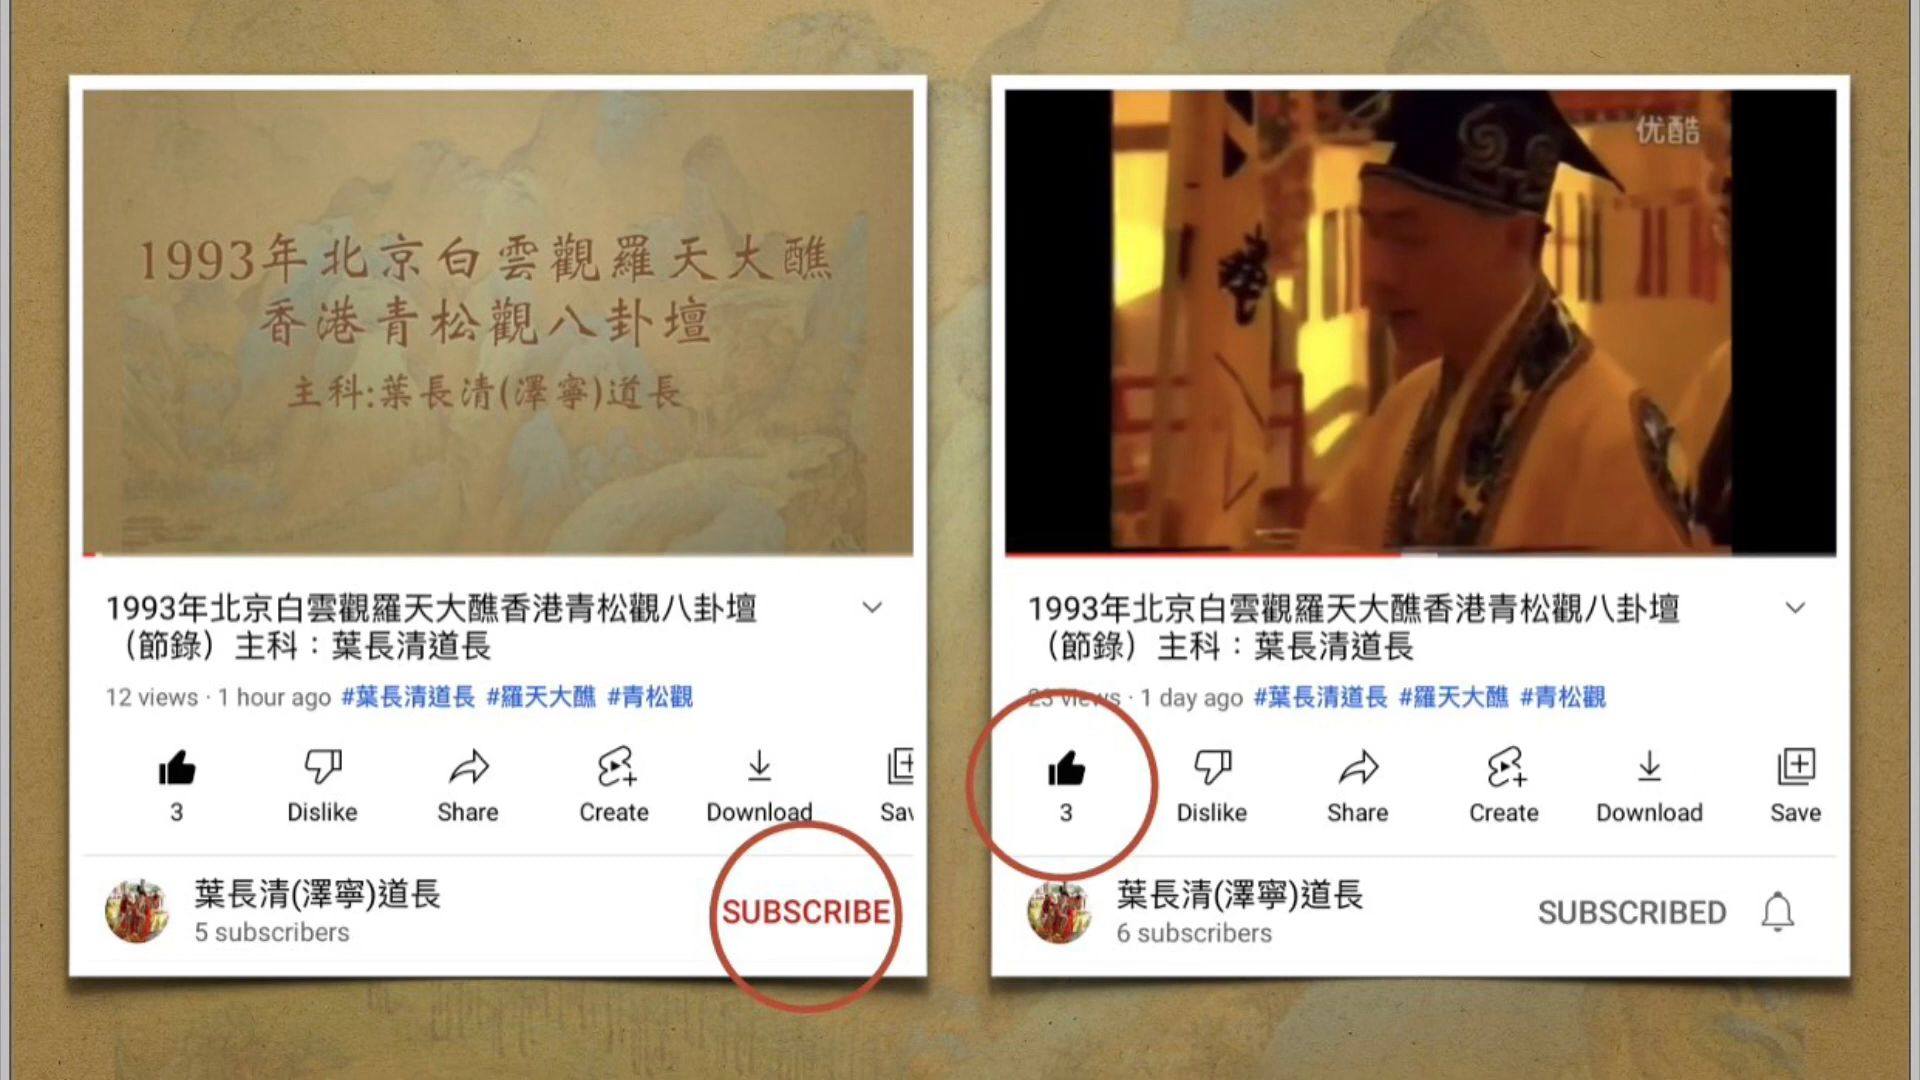 1993年北京白雲觀羅天大醮
香港青松觀八卦壇
主科:葉長清(澤寧)道長
1993年北京白雲觀羅天大醮香港青松觀八卦壇
（節錄）主科：葉長清道長
12 views · 1 hour ago #葉長清道長 #羅天大醮 #青松觀
3
Dislike
Share
Create
Download
Sav
葉長清(澤寧)道長
5 subscribers
SUBSCRIBE
优酷
1993年北京白雲觀羅天大醮香港青松觀八卦壇
（節錄）主科：葉長清道長
23 views · 1 day ago #葉長清道長 #羅天大醮 #青松觀
3
Dislike
Share
Create
Download
Save
葉長清(澤寧)道長
6 subscribers
SUBSCRIBED